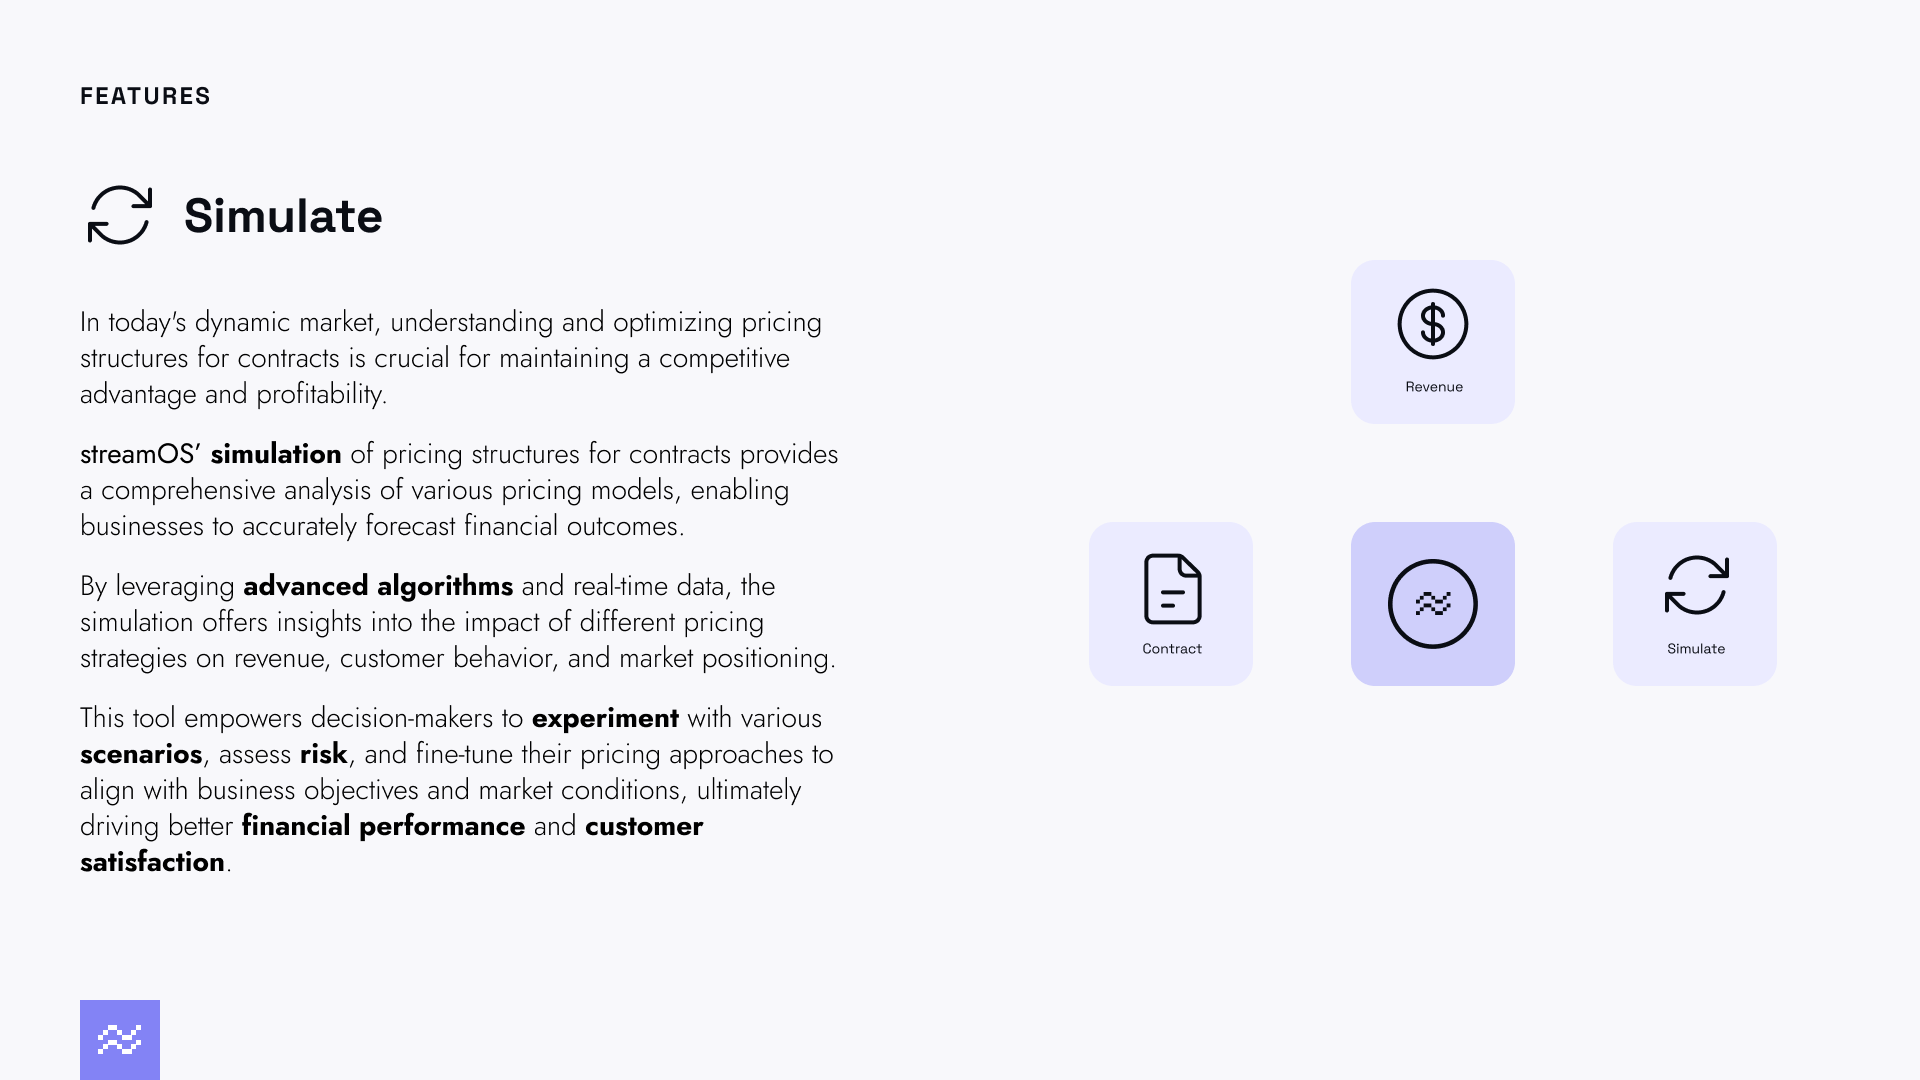 FEATURES
Simulate
In today's dynamic market, understanding and optimizing pricing
structures for contracts is crucial for maintaining a competitive
advantage and profitability.
streamOS’ simulation of pricing structures for contracts provides
a comprehensive analysis of various pricing models, enabling
businesses to accurately forecast financial outcomes.
By leveraging advanced algorithms and real-time data, the
simulation offers insights into the impact of different pricing
strategies on revenue, customer behavior, and market positioning.
This tool empowers decision-makers to experiment with various
scenarios, assess risk, and fine-tune their pricing approaches to
align with business objectives and market conditions, ultimately
driving better financial performance and customer
satisfaction.
Revenue
Contract
Simulate